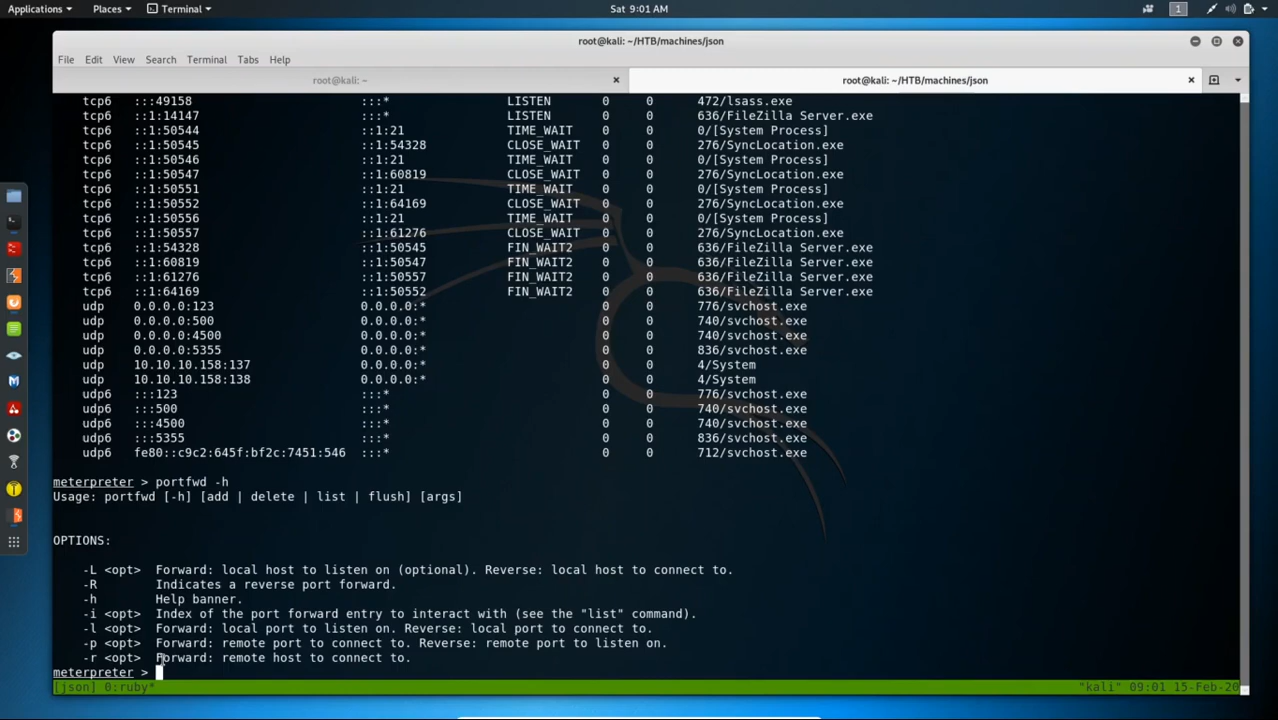 Applications Places Terminal Sat 9:01 AM 1
root@kali: ~/HTB/machines/json
File Edit View Search Terminal Tabs Help
root@kali: ~ root@kali: ~/HTB/machines/json
tcp6 :::49158 :::* LISTEN 0 0 472/lsass.exe
tcp6 ::1:14147 :::* LISTEN 0 0 636/FileZilla Server.exe
tcp6 ::1:50544 ::1:21 TIME_WAIT 0 0 0/[System Process]
tcp6 ::1:50545 ::1:54328 CLOSE_WAIT 0 0 276/SyncLocation.exe
tcp6 ::1:50546 ::1:21 TIME_WAIT 0 0 0/[System Process]
tcp6 ::1:50547 ::1:60819 CLOSE_WAIT 0 0 276/SyncLocation.exe
tcp6 ::1:50551 ::1:21 TIME_WAIT 0 0 0/[System Process]
tcp6 ::1:50552 ::1:64169 CLOSE_WAIT 0 0 276/SyncLocation.exe
tcp6 ::1:50556 ::1:21 TIME_WAIT 0 0 0/[System Process]
tcp6 ::1:50557 ::1:61276 CLOSE_WAIT 0 0 276/SyncLocation.exe
tcp6 ::1:54328 ::1:50545 FIN_WAIT2 0 0 636/FileZilla Server.exe
tcp6 ::1:60819 ::1:50547 FIN_WAIT2 0 0 636/FileZilla Server.exe
tcp6 ::1:61276 ::1:50557 FIN_WAIT2 0 0 636/FileZilla Server.exe
tcp6 ::1:64169 ::1:50552 FIN_WAIT2 0 0 636/FileZilla Server.exe
udp 0.0.0.0:123 0.0.0.0:* 0 0 776/svchost.exe
udp 0.0.0.0:500 0.0.0.0:* 0 0 740/svchost.exe
udp 0.0.0.0:4500 0.0.0.0:* 0 0 740/svchost.exe
udp 0.0.0.0:5355 0.0.0.0:* 0 0 836/svchost.exe
udp 10.10.10.158:137 0.0.0.0:* 0 0 4/System
udp 10.10.10.158:138 0.0.0.0:* 0 0 4/System
udp6 :::123 :::* 0 0 776/svchost.exe
udp6 :::500 :::* 0 0 740/svchost.exe
udp6 :::4500 :::* 0 0 740/svchost.exe
udp6 :::5355 :::* 0 0 836/svchost.exe
udp6 fe80::c9c2:645f:bf2c:7451:546 :::* 0 0 712/svchost.exe
meterpreter > portfwd -h
Usage: portfwd [-h] [add | delete | list | flush] [args]
OPTIONS:
-L <opt> Forward: local host to listen on (optional). Reverse: local host to connect to.
-R Indicates a reverse port forward.
-h Help banner.
-i <opt> Index of the port forward entry to interact with (see the "list" command).
-l <opt> Forward: local port to listen on. Reverse: local port to connect to.
-p <opt> Forward: remote port to connect to. Reverse: remote port to listen on.
-r <opt> Forward: remote host to connect to.
meterpreter >
[json] 0:ruby* "kali" 09:01 15-Feb-20